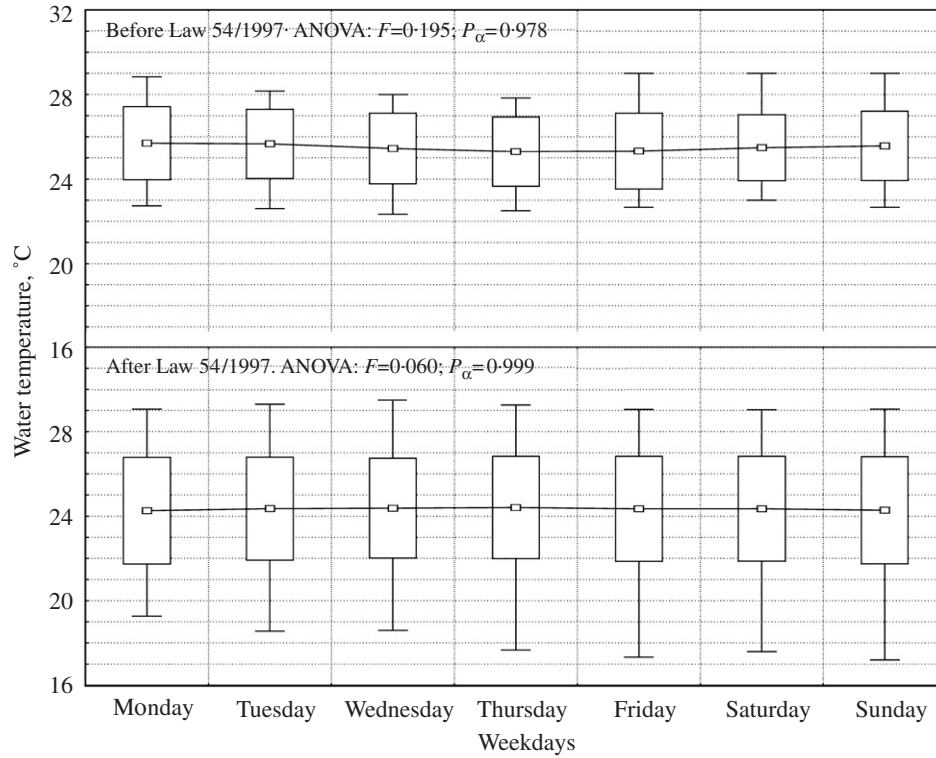 32
Before Law 54/1997· ANOVA: F=0·195; Pα=0·978
28
24
20
16
After Law 54/1997. ANOVA: F=0·060; Pα=0·999
28
24
20
16
Water temperature, °C
Monday Tuesday Wednesday Thursday Friday Saturday Sunday
Weekdays